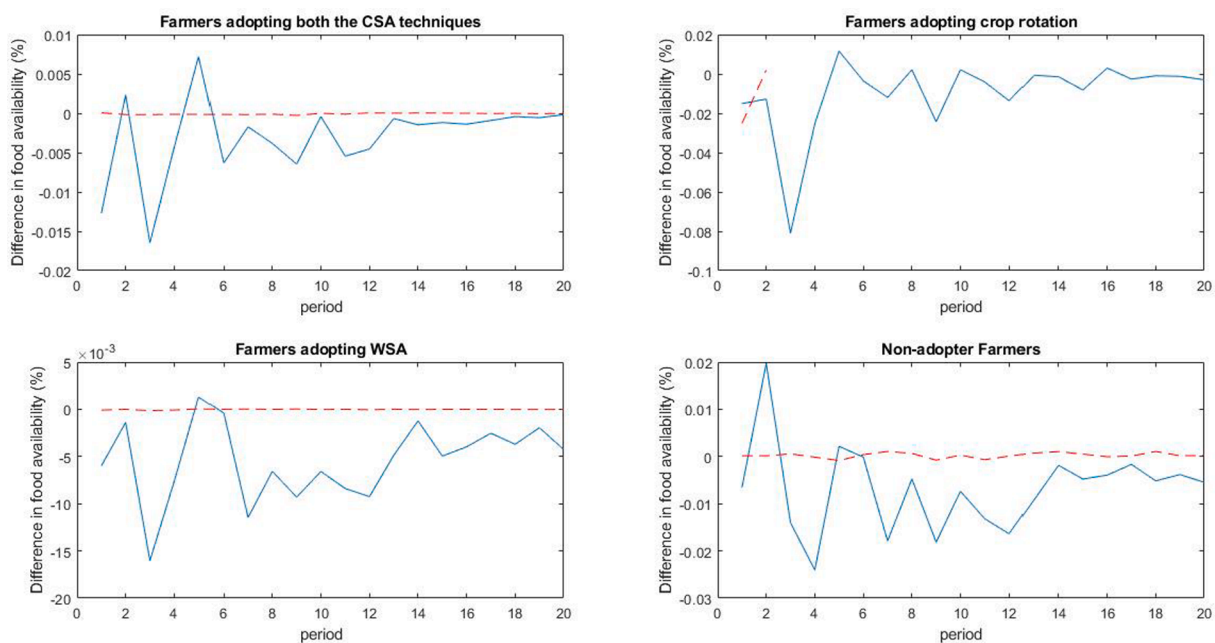 Farmers adopting both the CSA techniques
Difference in food availability (%)
0.01
0.005
0
-0.005
-0.01
-0.015
-0.02
0 2 4 6 8 10 12 14 16 18 20
period
Farmers adopting crop rotation
Difference in food availability (%)
0.02
0
-0.02
-0.04
-0.06
-0.08
-0.1
0 2 4 6 8 10 12 14 16 18 20
period
Farmers adopting WSA
Difference in food availability (%)
×10⁻³
5
0
-5
-10
-15
-20
0 2 4 6 8 10 12 14 16 18 20
period
Non-adopter Farmers
Difference in food availability (%)
0.02
0.01
0
-0.01
-0.02
-0.03
0 2 4 6 8 10 12 14 16 18 20
period